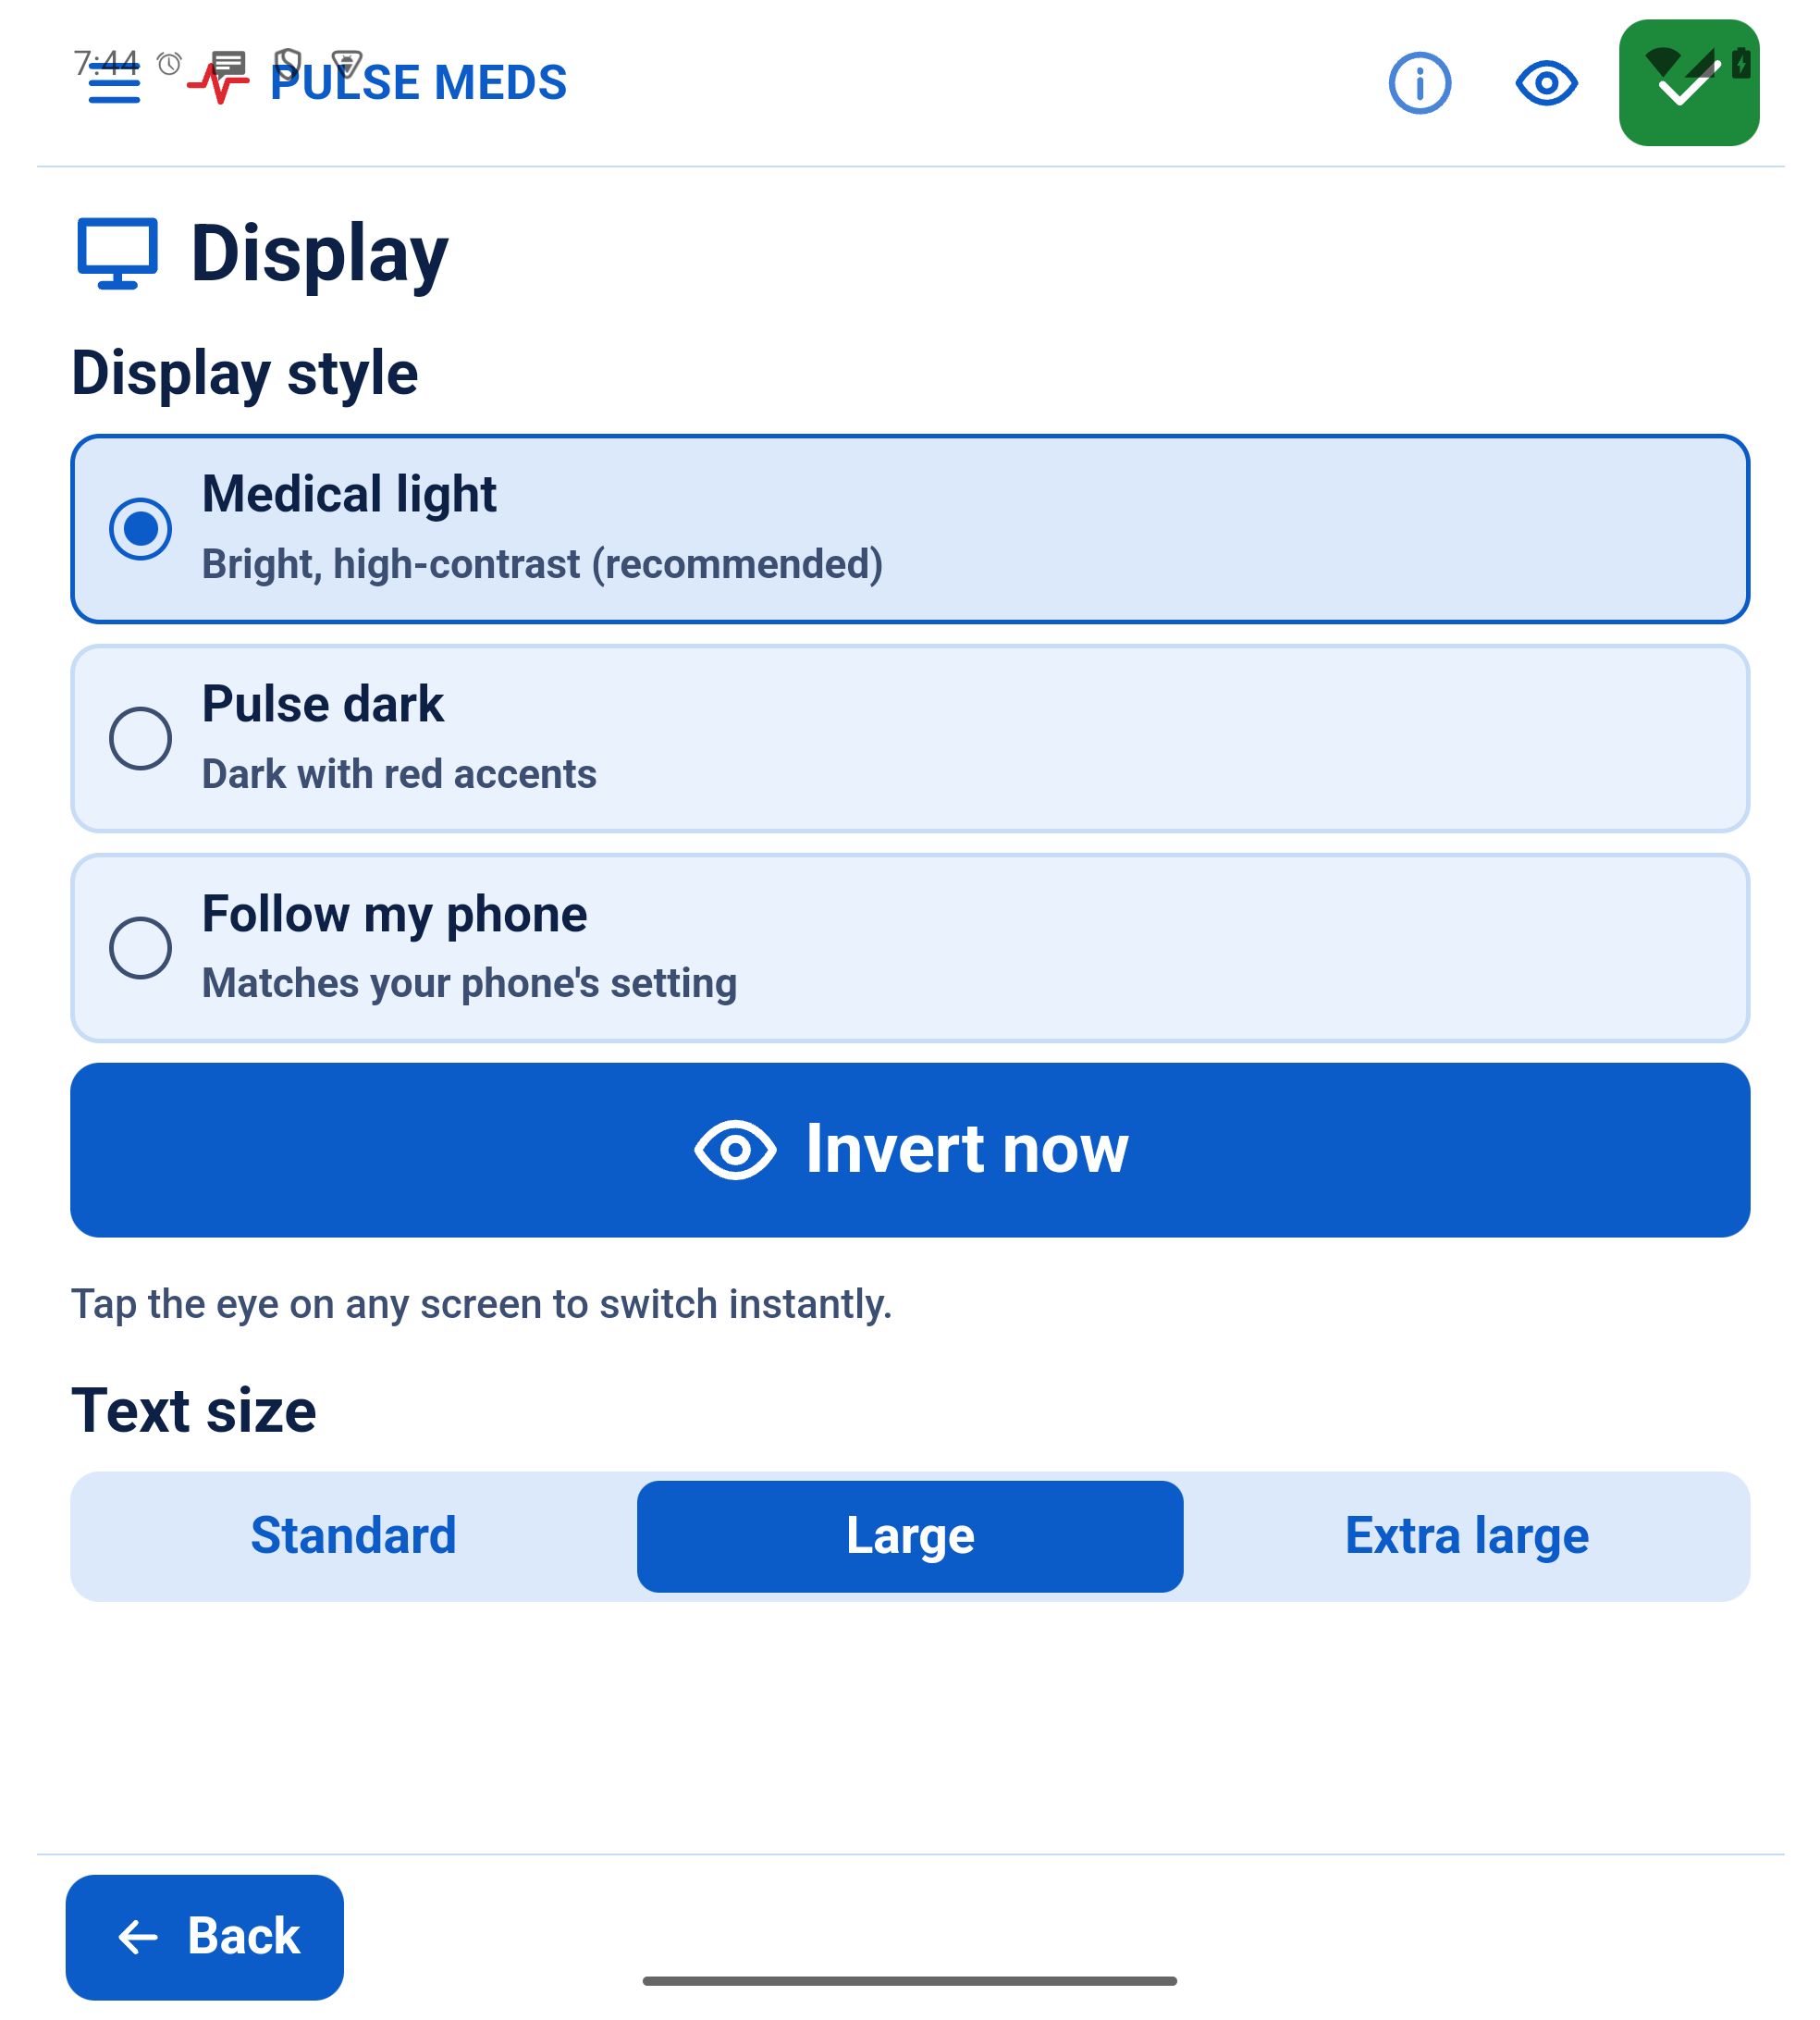 7:44
PULSE MEDS
Display
Display style
Medical light
Bright, high-contrast (recommended)
Pulse dark
Dark with red accents
Follow my phone
Matches your phone's setting
Invert now
Tap the eye on any screen to switch instantly.
Text size
Standard
Large
Extra large
Back